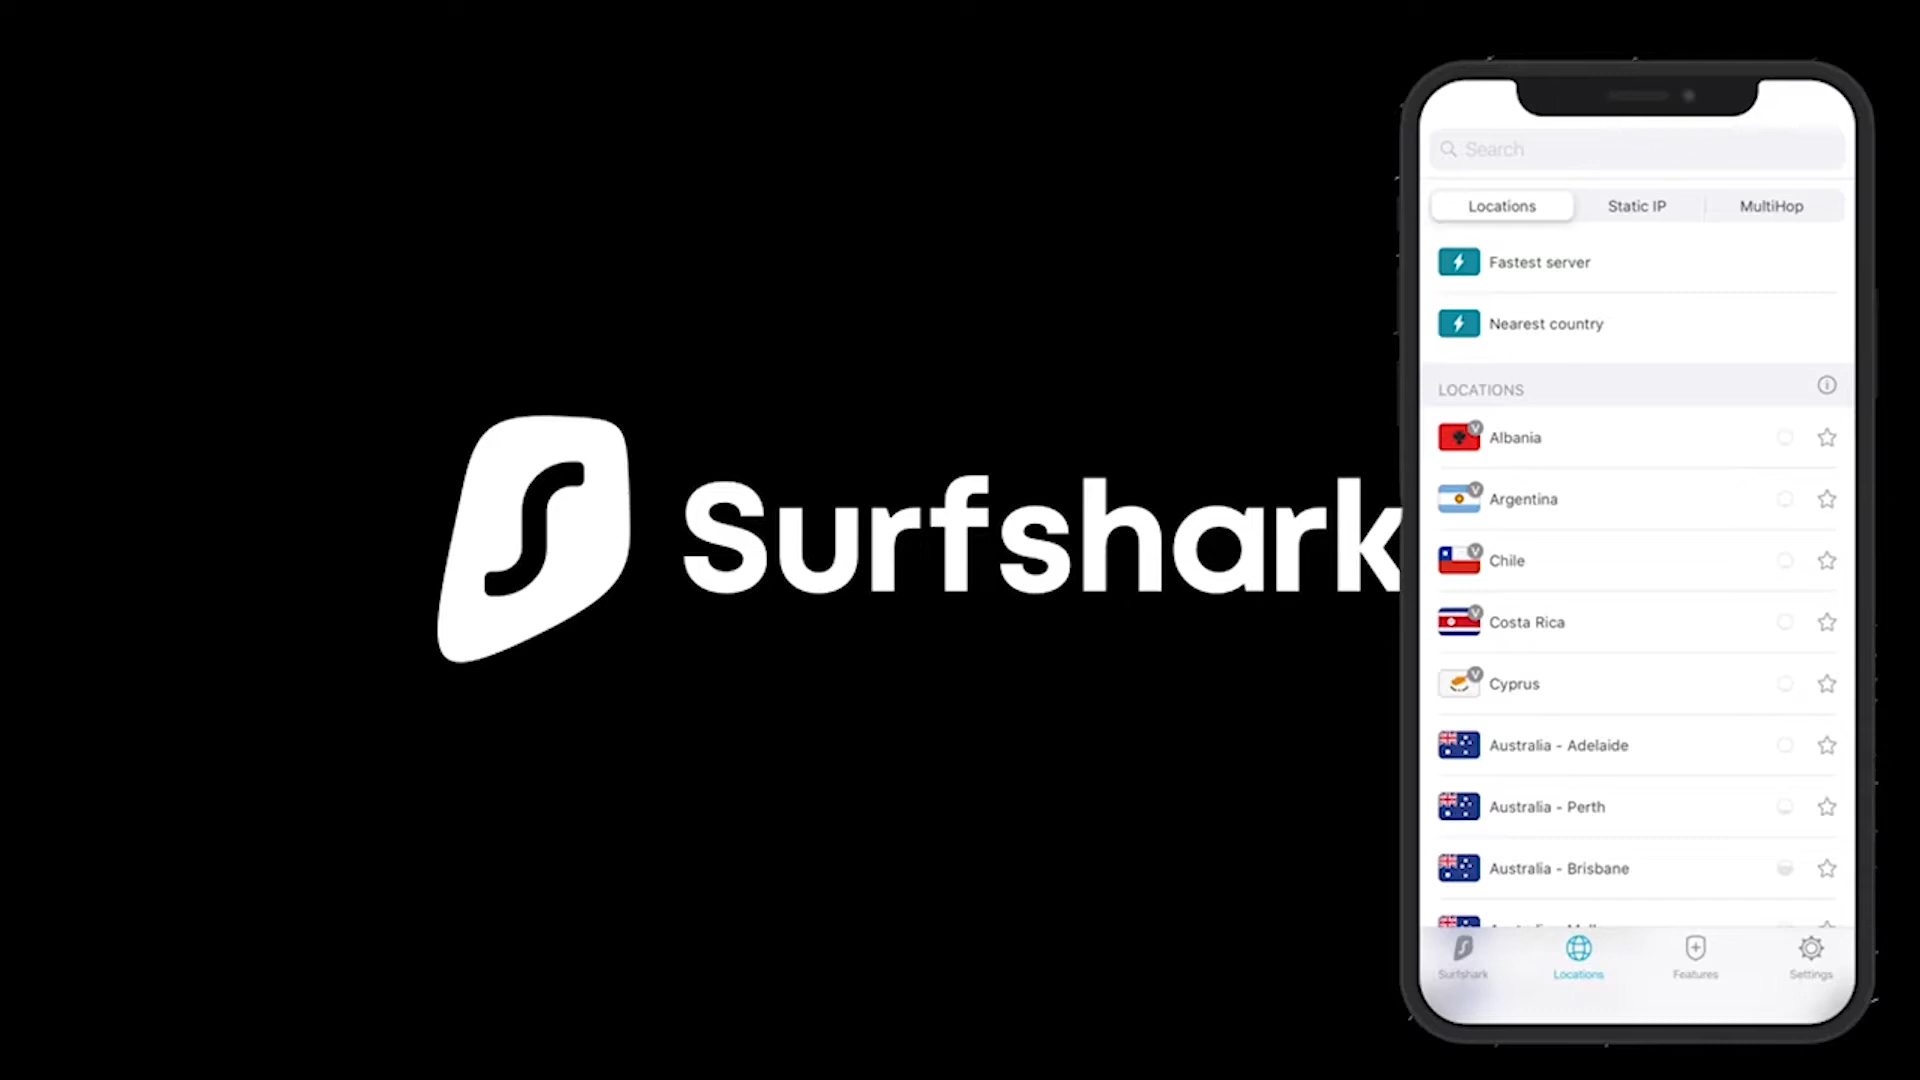 Surfshark
Search
Locations Static IP MultiHop
Fastest server
Nearest country
LOCATIONS
V Albania
V Argentina
V Chile
V Costa Rica
V Cyprus
Australia - Adelaide
Australia - Perth
Australia - Brisbane
Surfshark Locations Features Settings